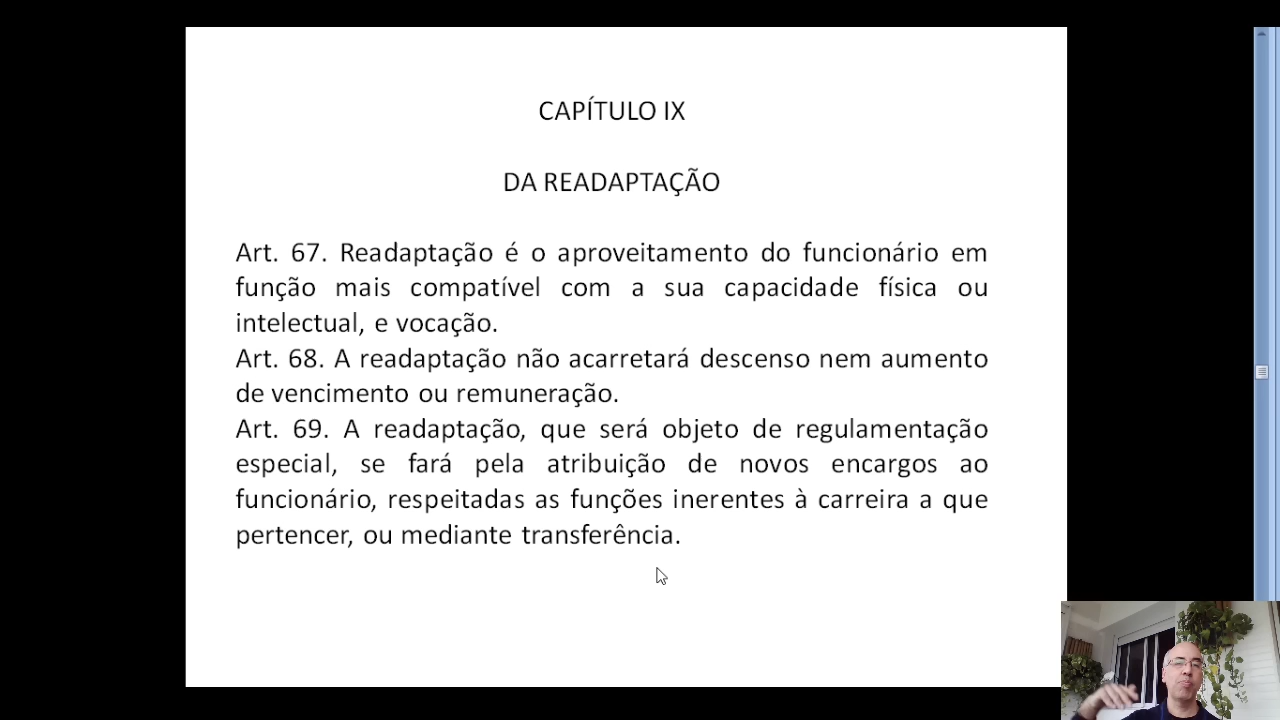 CAPÍTULO IX
DA READAPTAÇÃO
Art. 67. Readaptação é o aproveitamento do funcionário em
função mais compatível com a sua capacidade física ou
intelectual, e vocação.
Art. 68. A readaptação não acarretará descenso nem aumento
de vencimento ou remuneração.
Art. 69. A readaptação, que será objeto de regulamentação
especial, se fará pela atribuição de novos encargos ao
funcionário, respeitadas as funções inerentes à carreira a que
pertencer, ou mediante transferência.